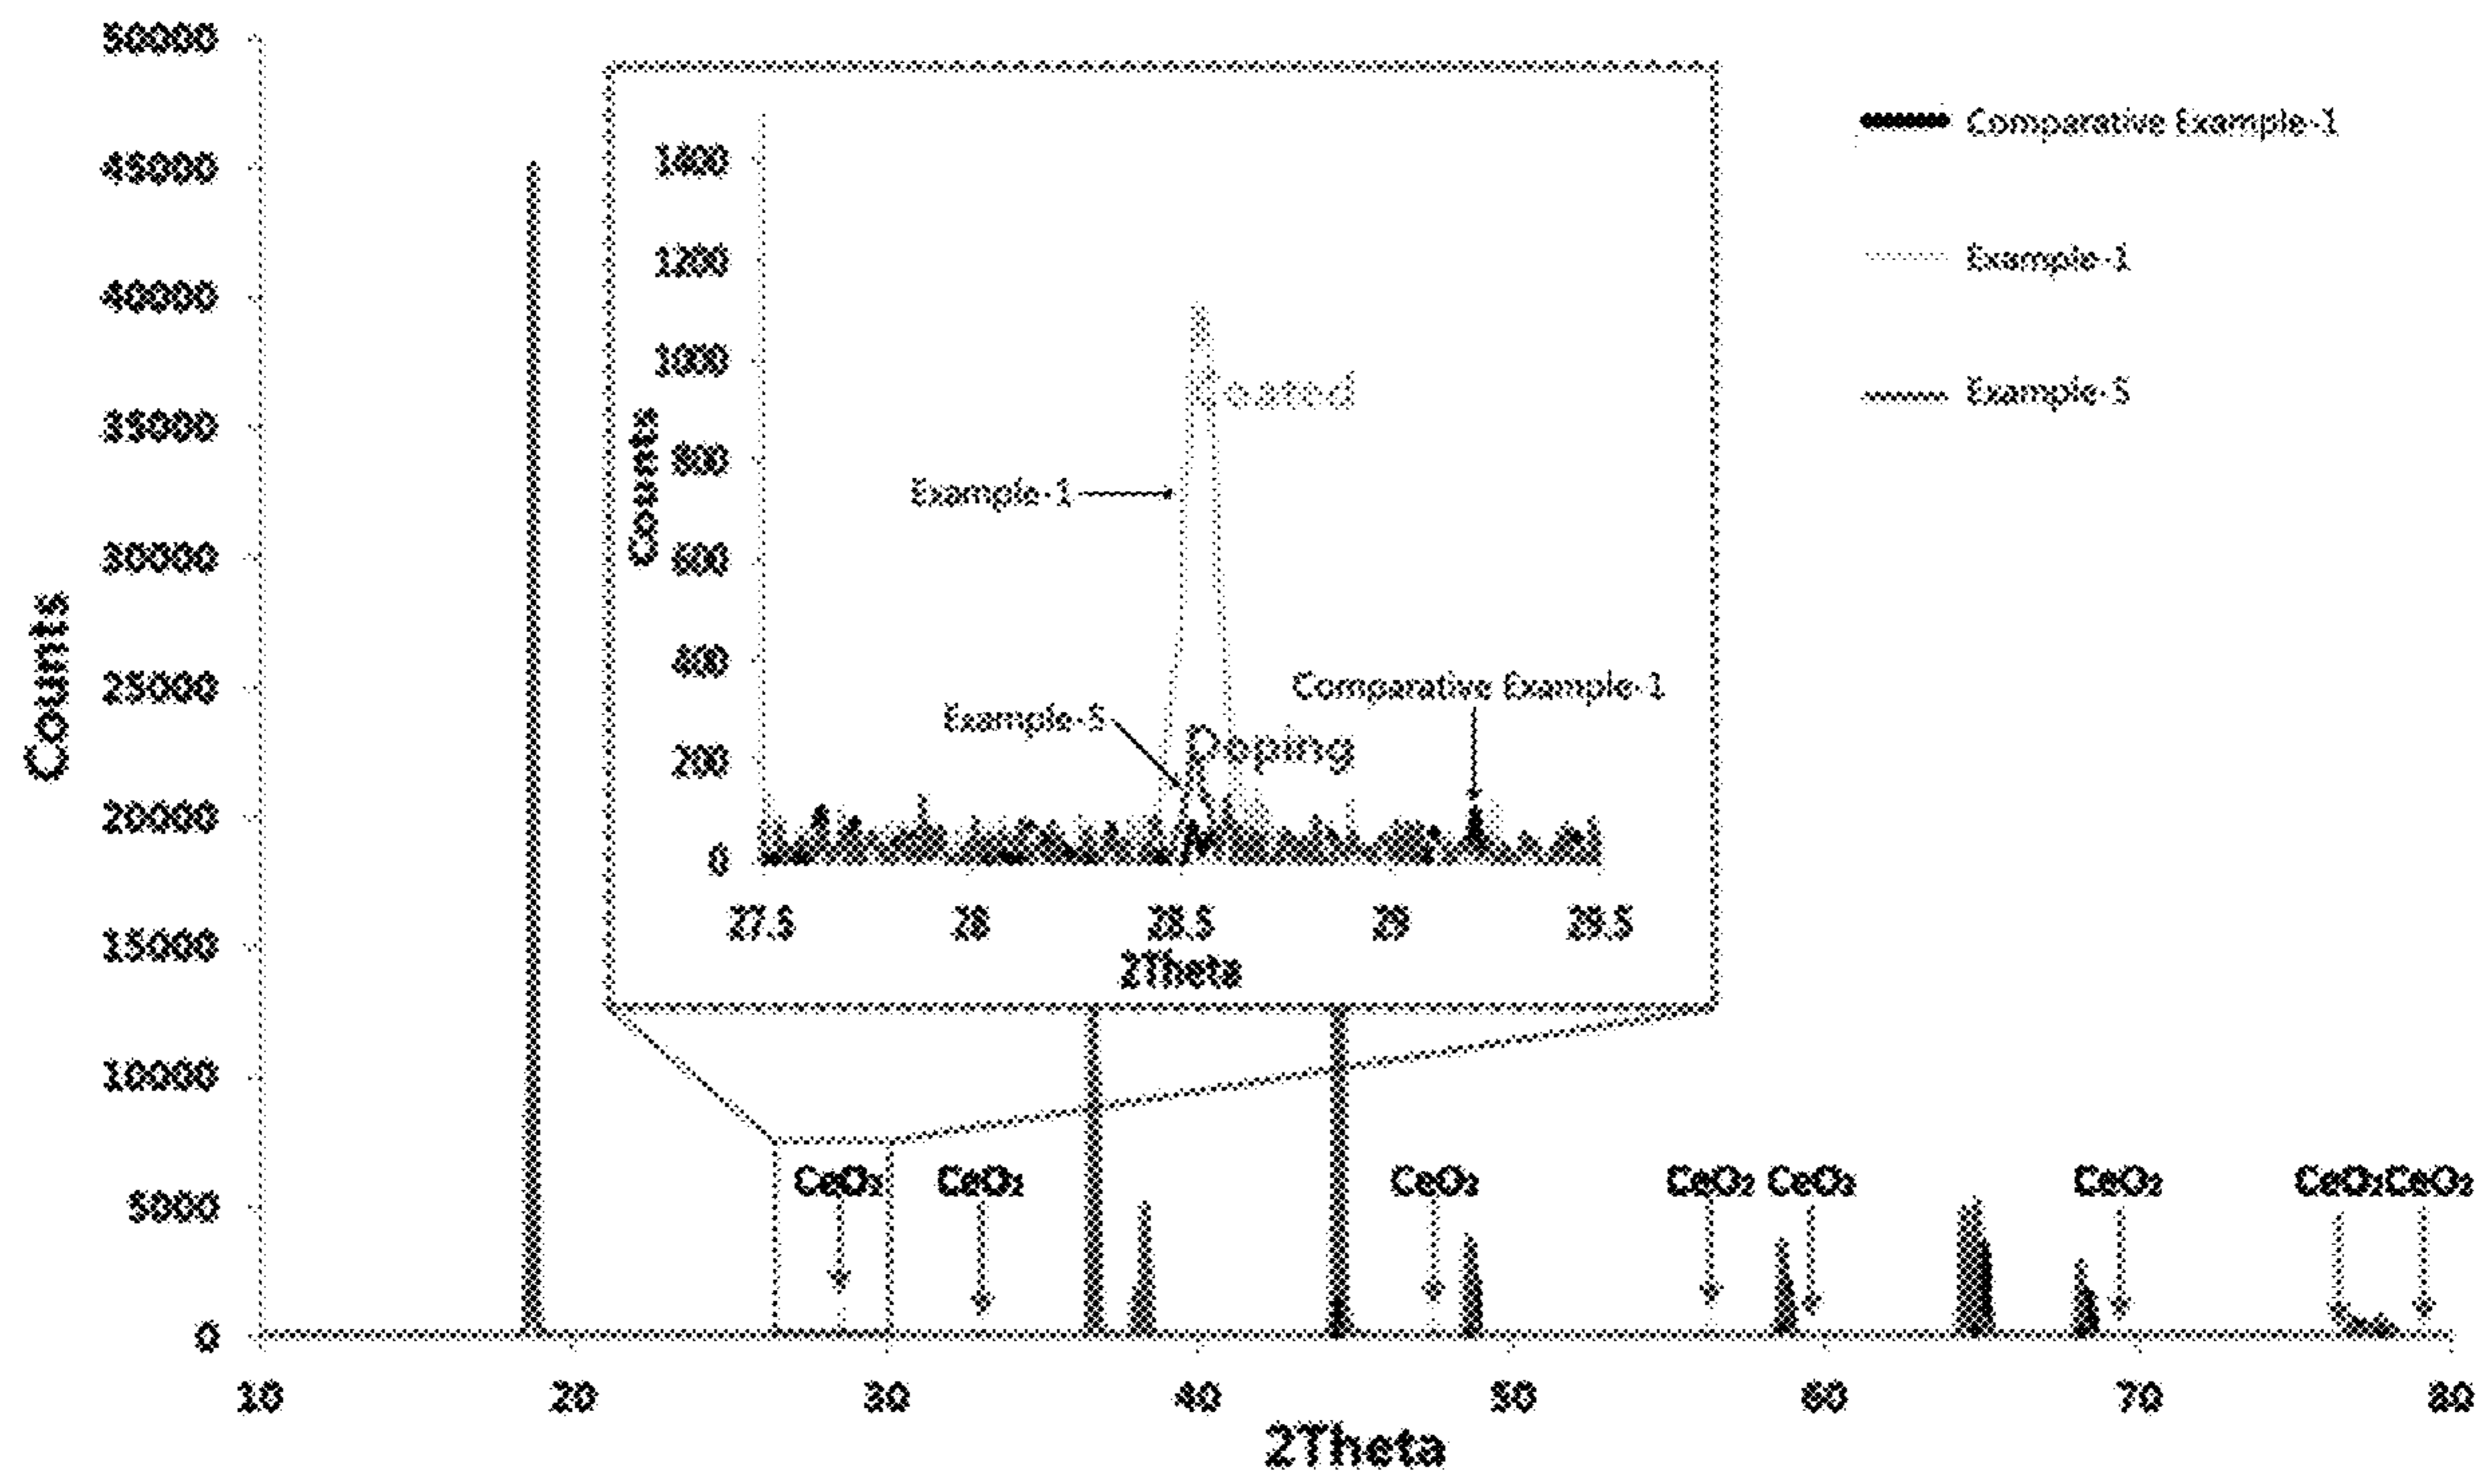 50000
45000
40000
35000
30000
25000
20000
15000
10000
5000
0
Counts
10 20 30 40 50 60 70 80
2Theta
Comparative Example-1
Example-1
Example-5
1400
1200
1000
800
600
400
200
0
Counts
27.5 28 28.5 29 29.5
2Theta
Coated
Example-1
Comparative Example-1
Example-5
Doping
CeO₂ CeO₂ CeO₂ CeO₂ CeO₂ CeO₂ CeO₂ CeO₂